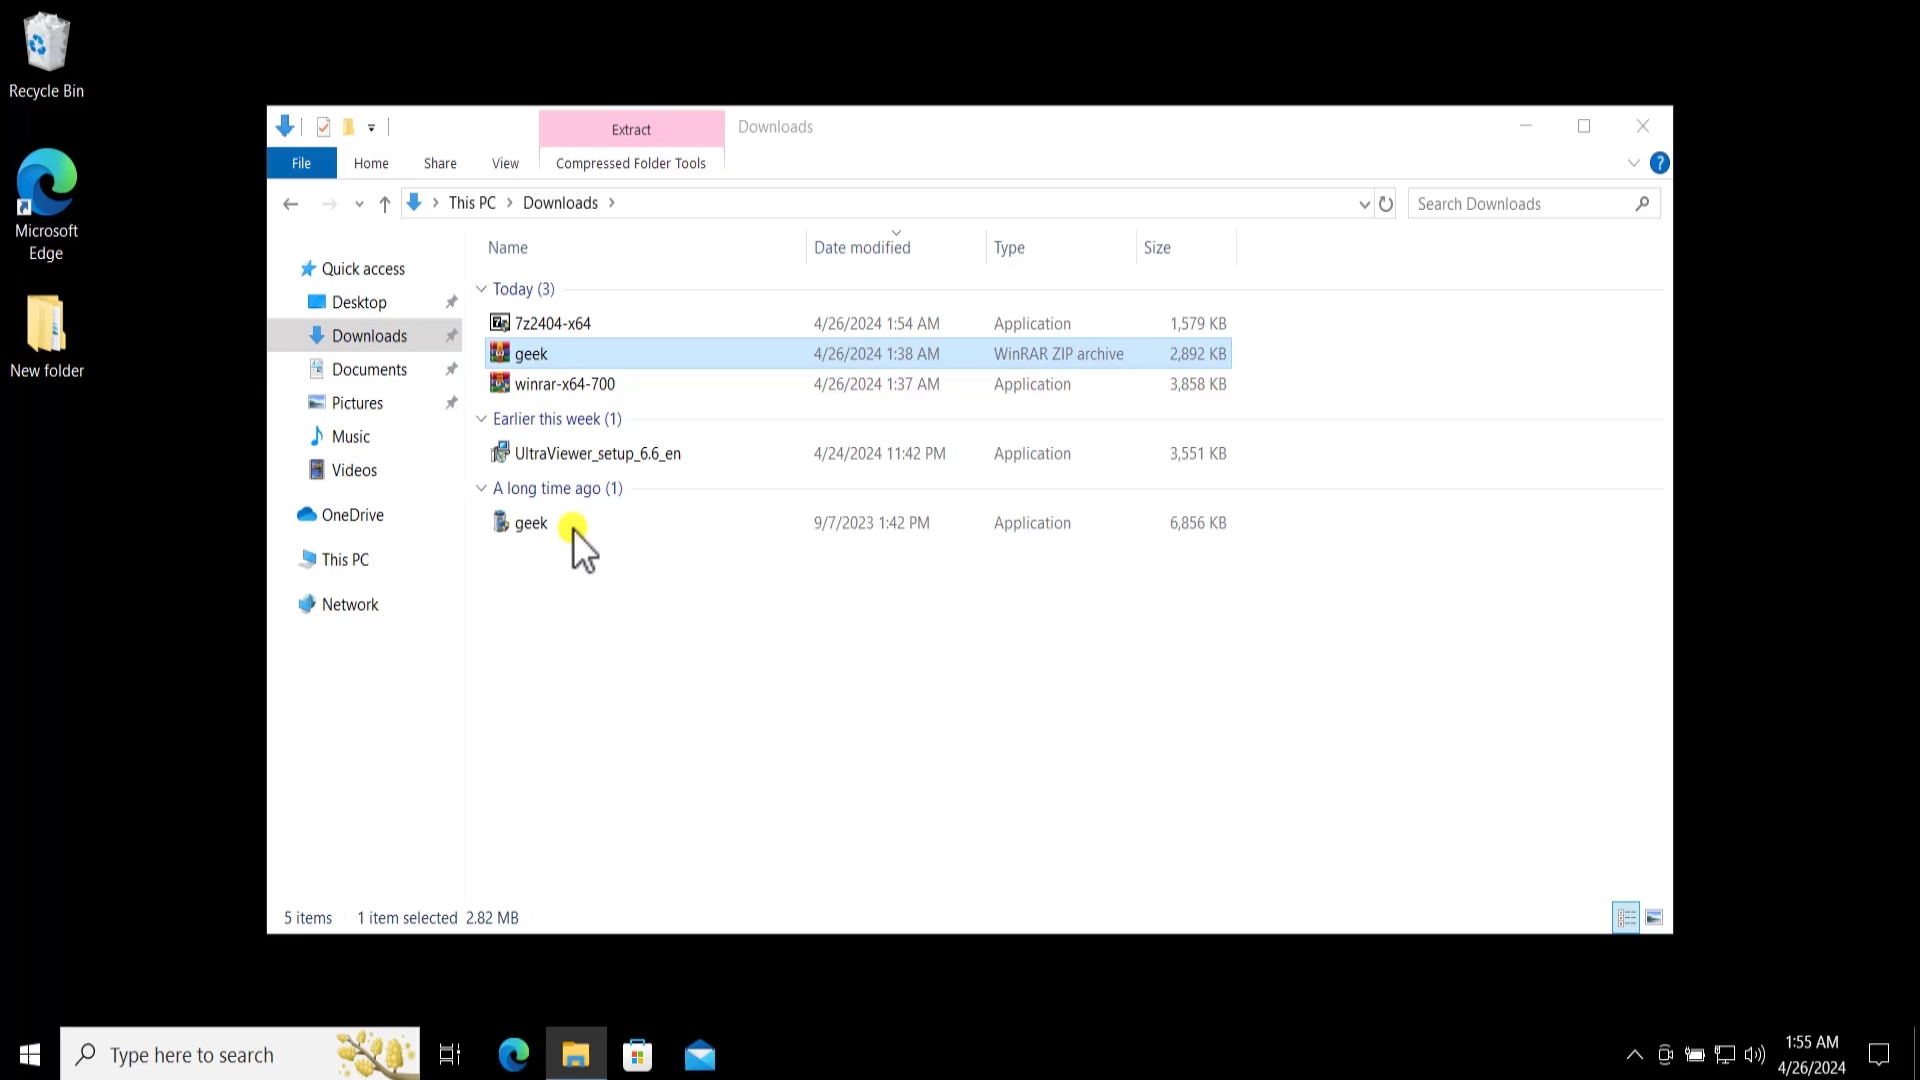 Recycle Bin
Microsoft
Edge
New folder
Extract
Downloads
File
Home
Share
View
Compressed Folder Tools
?
This PC
Downloads
Search Downloads
Name
Date modified
Type
Size
Quick access
Desktop
Downloads
Documents
Pictures
Music
Videos
OneDrive
This PC
Network
Today (3)
7z2404-x64 4/26/2024 1:54 AM Application 1,579 KB
geek 4/26/2024 1:38 AM WinRAR ZIP archive 2,892 KB
winrar-x64-700 4/26/2024 1:37 AM Application 3,858 KB
Earlier this week (1)
UltraViewer_setup_6.6_en 4/24/2024 11:42 PM Application 3,551 KB
A long time ago (1)
geek 9/7/2023 1:42 PM Application 6,856 KB
5 items 1 item selected 2.82 MB
Type here to search
1:55 AM
4/26/2024